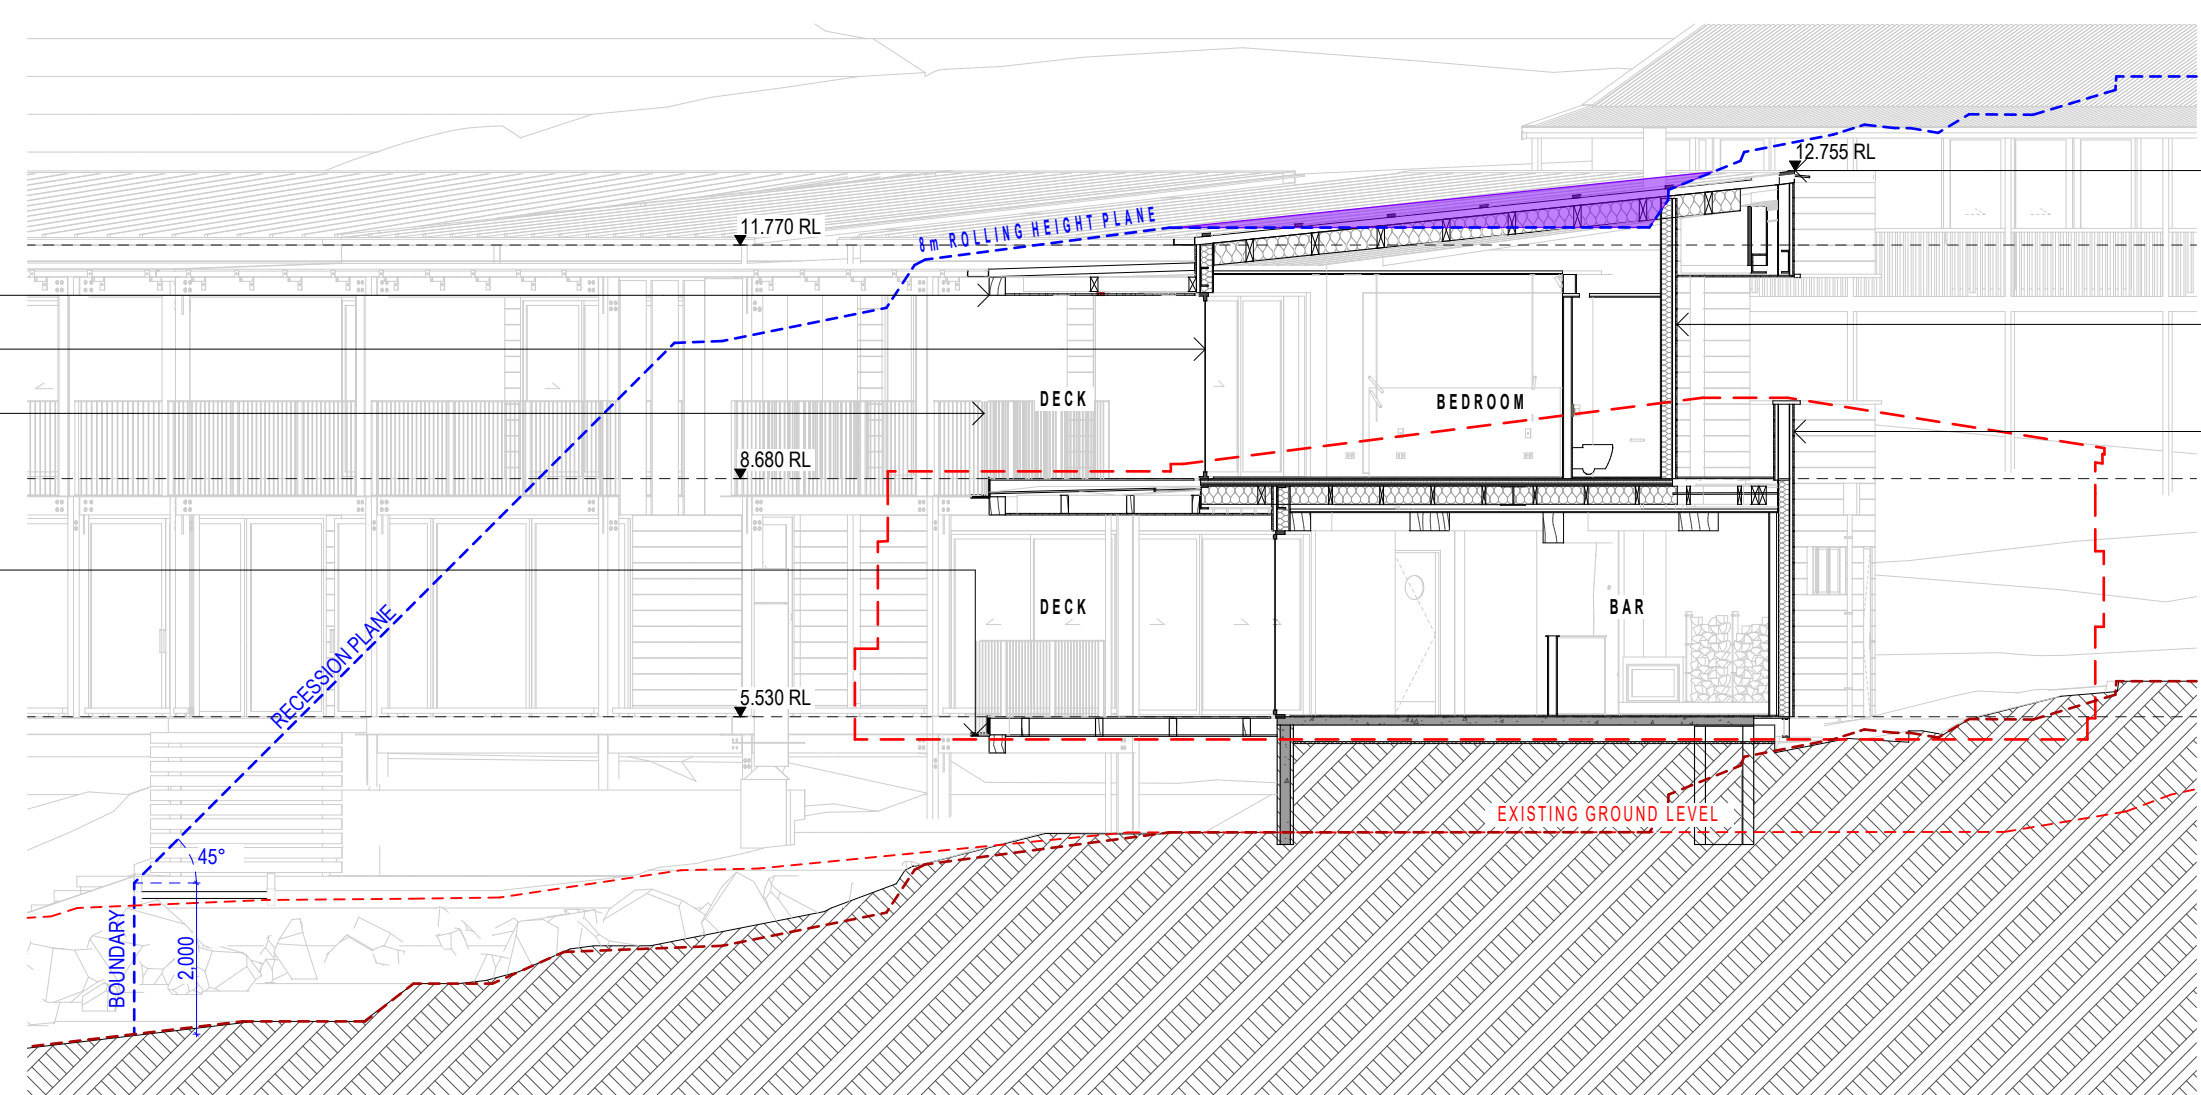 12.755 RL
8m ROLLING HEIGHT PLANE
11.770 RL
DECK
BEDROOM
8.680 RL
DECK
BAR
RECESSION PLANE
5.530 RL
EXISTING GROUND LEVEL
45°
BOUNDARY
2,000